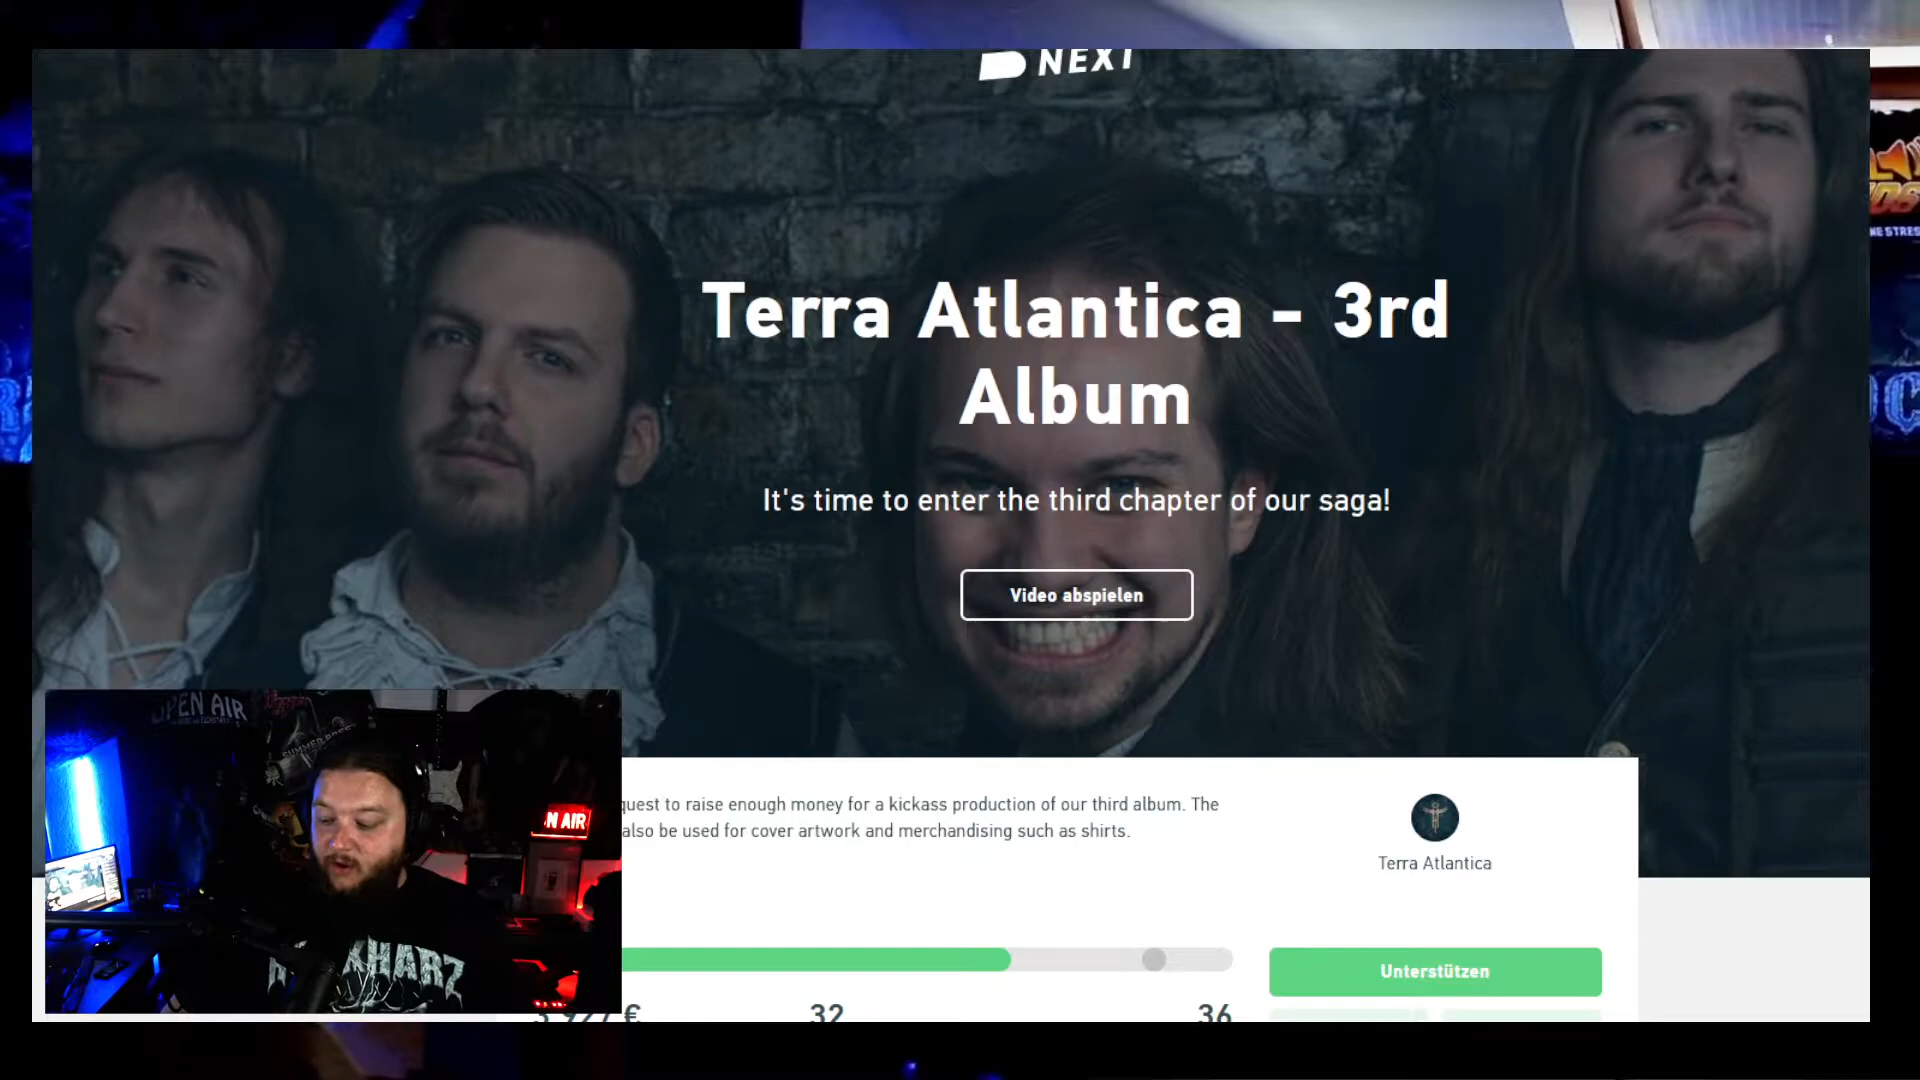 NEXT
Terra Atlantica - 3rd
Album
It's time to enter the third chapter of our saga!
Video abspielen
quest to raise enough money for a kickass production of our third album. The
also be used for cover artwork and merchandising such as shirts.
Terra Atlantica
Unterstützen
32
36
OPEN AIR
SUMMER BREEZE
N AIR